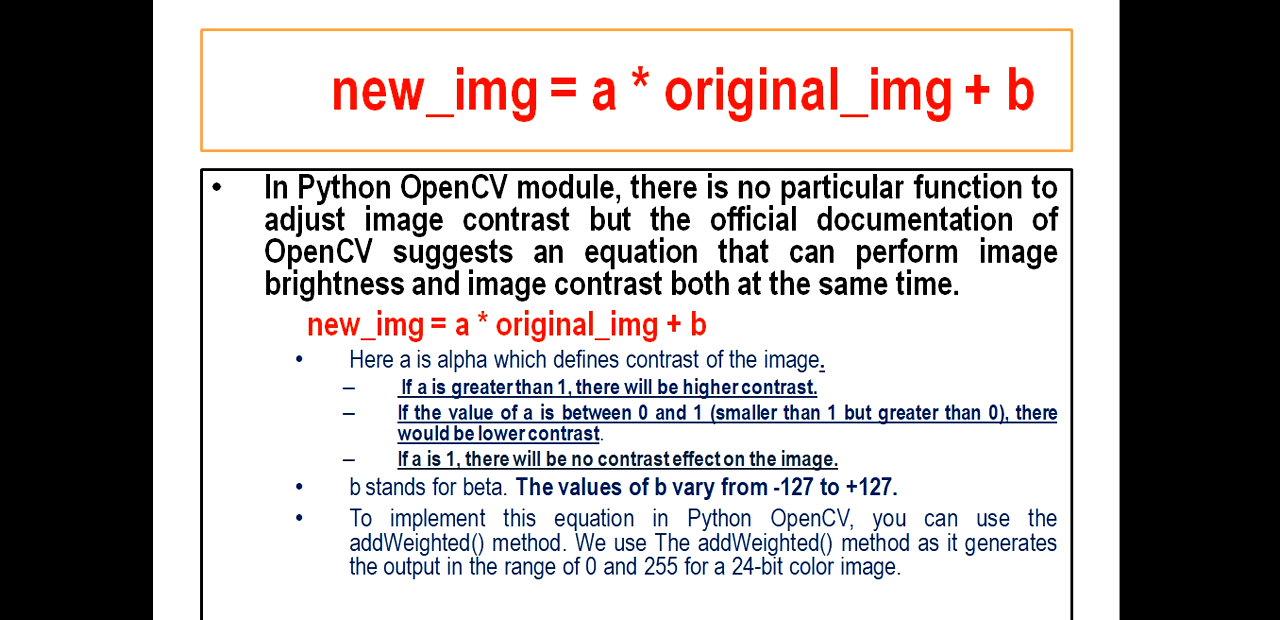 new_img = a * original_img + b
• In Python OpenCV module, there is no particular function to
adjust image contrast but the official documentation of
OpenCV suggests an equation that can perform image
brightness and image contrast both at the same time.
new_img = a * original_img + b
• Here a is alpha which defines contrast of the image.
– If a is greater than 1, there will be higher contrast.
– If the value of a is between 0 and 1 (smaller than 1 but greater than 0), there
would be lower contrast.
– If a is 1, there will be no contrast effect on the image.
• b stands for beta. The values of b vary from -127 to +127.
• To implement this equation in Python OpenCV, you can use the
addWeighted() method. We use The addWeighted() method as it generates
the output in the range of 0 and 255 for a 24-bit color image.